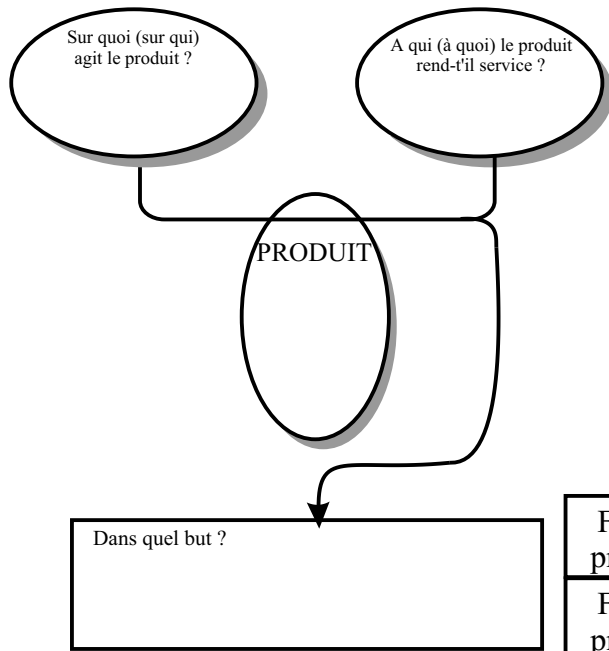 Sur quoi (sur qui)
agit le produit ?
A qui (à quoi) le produit
rend-t'il service ?
PRODUIT
Dans quel but ?